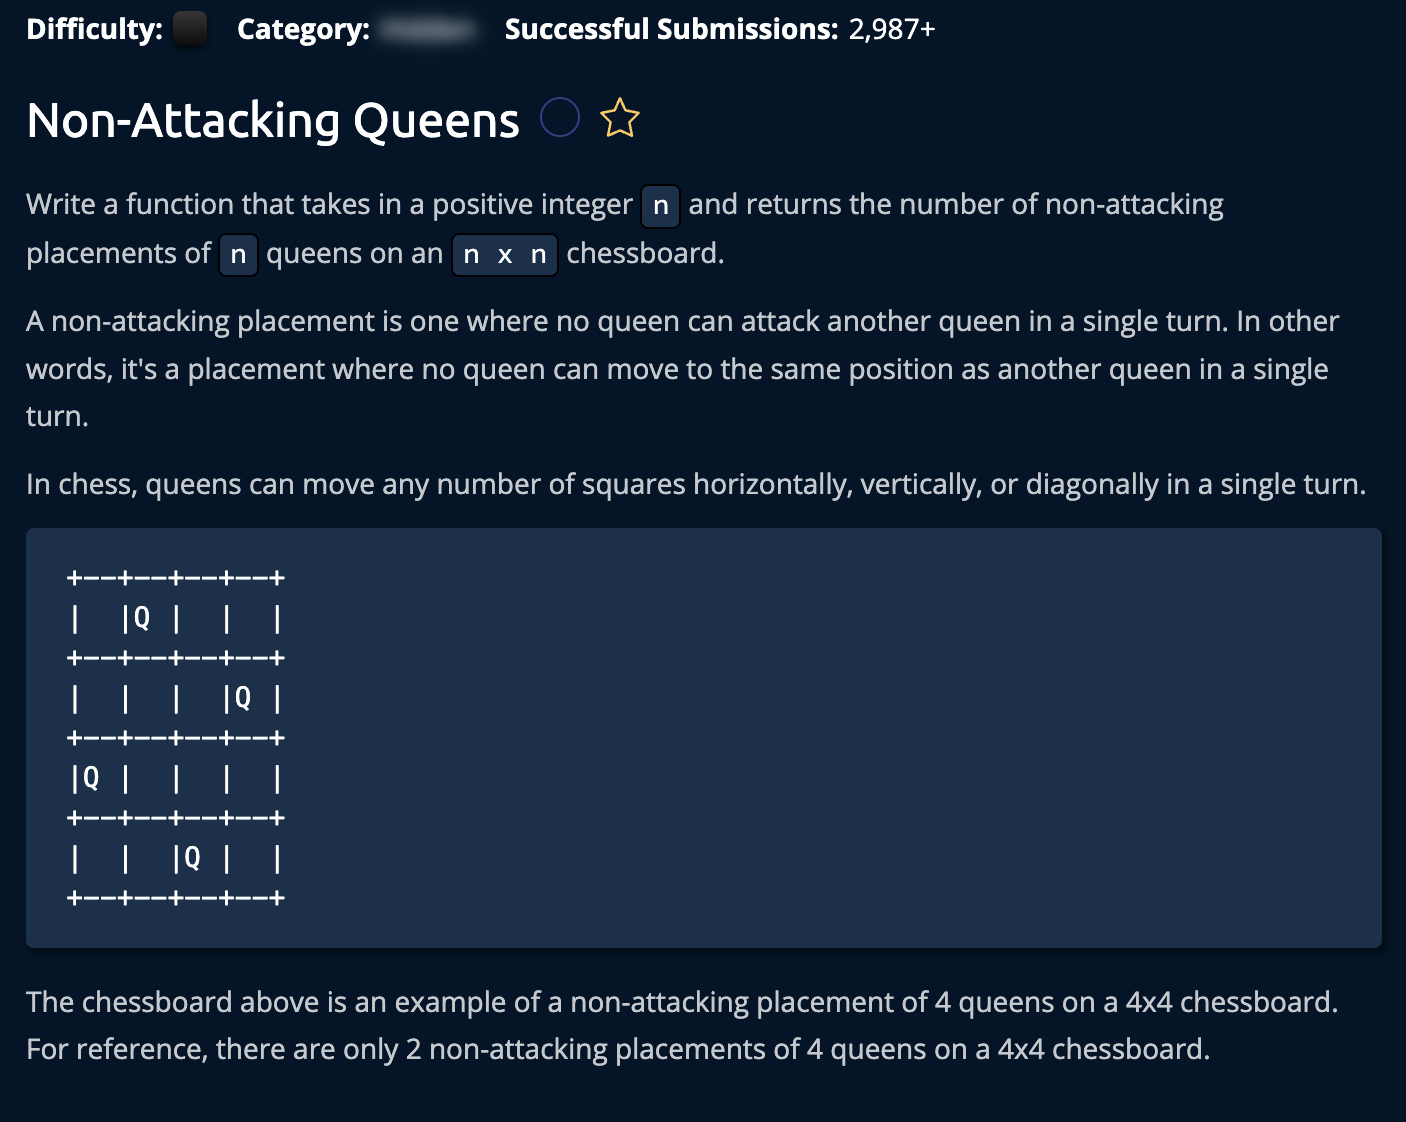 Difficulty: Category: Successful Submissions: 2,987+
Non-Attacking Queens
Write a function that takes in a positive integer n and returns the number of non-attacking
placements of n queens on an n x n chessboard.
A non-attacking placement is one where no queen can attack another queen in a single turn. In other
words, it's a placement where no queen can move to the same position as another queen in a single
turn.
In chess, queens can move any number of squares horizontally, vertically, or diagonally in a single turn.
+--+--+--+--+
|  |Q |  |  |
+--+--+--+--+
|  |  |  |Q |
+--+--+--+--+
|Q |  |  |  |
+--+--+--+--+
|  |  |Q |  |
+--+--+--+--+
The chessboard above is an example of a non-attacking placement of 4 queens on a 4x4 chessboard.
For reference, there are only 2 non-attacking placements of 4 queens on a 4x4 chessboard.